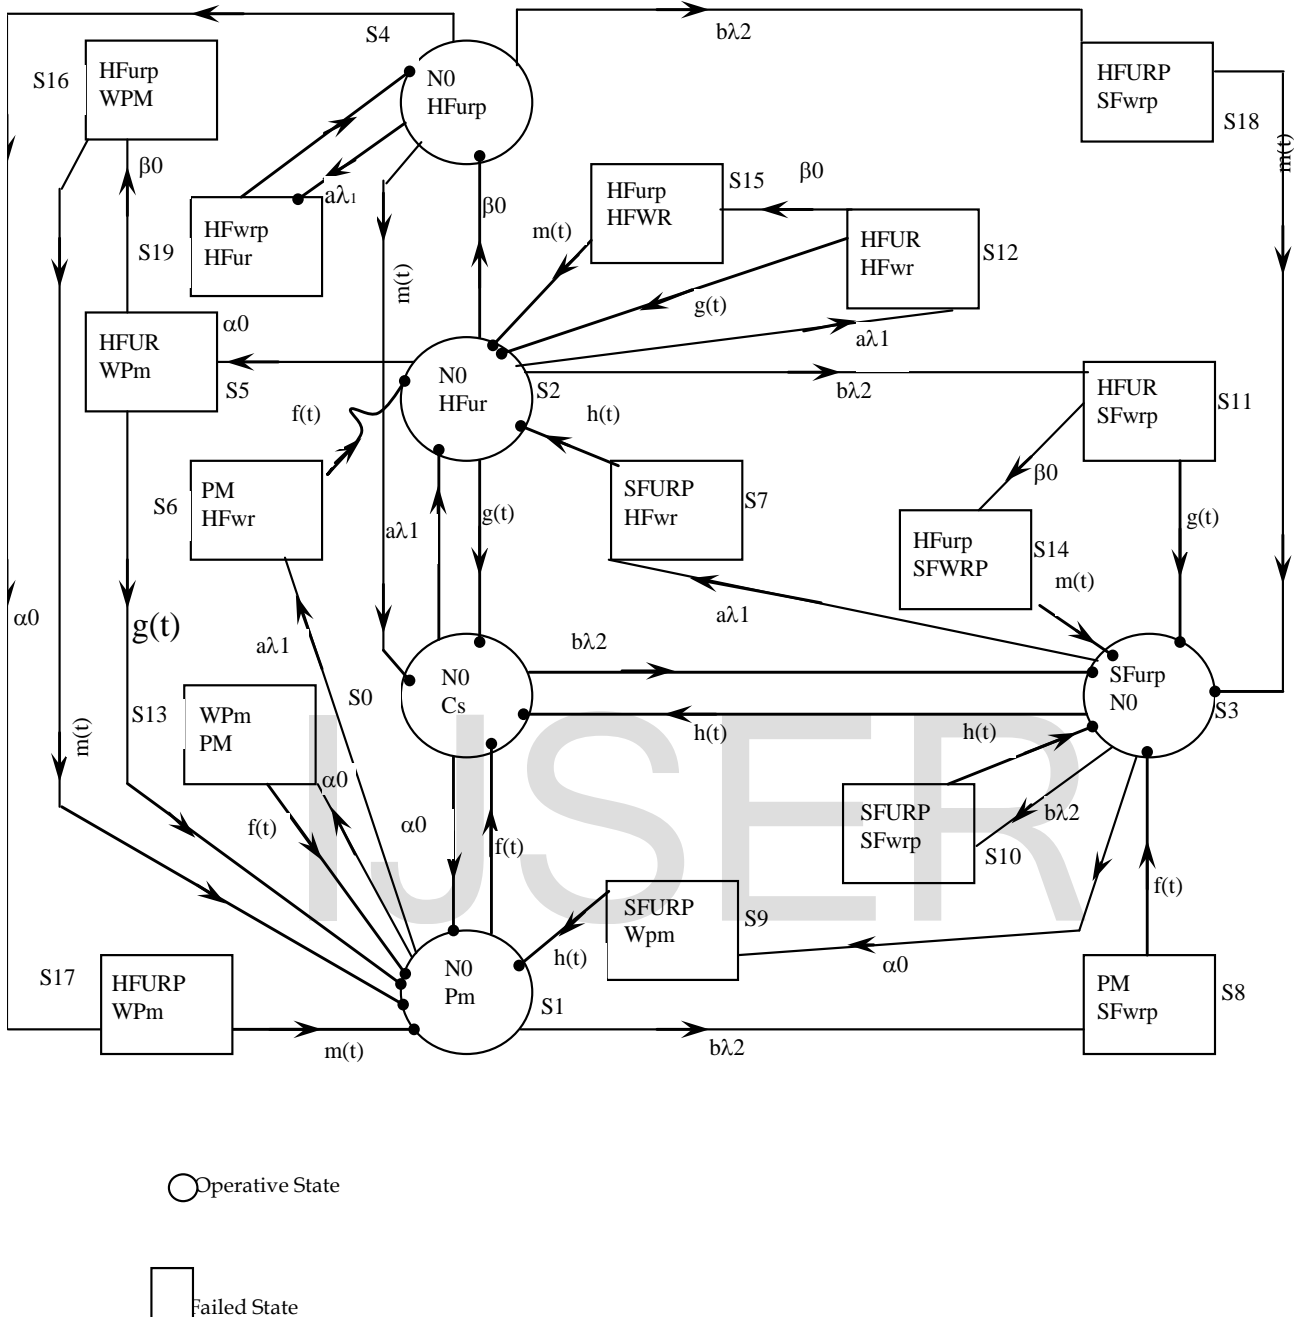 S4
bλ2
S16
HFurp
WPM
N0
HFurp
HFURP
SFwrp
S18
m(t)
β0
aλ1
HFurp
HFWR
S15
β0
S19
HFwrp
HFur
β0
m(t)
HFUR
HFwr
S12
m(t)
g(t)
α0
aλ1
HFUR
WPm
S5
N0
HFur
S2
bλ2
HFUR
SFwrp
S11
f(t)
h(t)
β0
S6
PM
HFwr
SFURP
HFwr
S7
g(t)
g(t)
aλ1
HFurp
SFWRP
S14
m(t)
α0
g(t)
aλ1
aλ1
bλ2
N0
Cs
SFurp
N0
S3
S0
S13
WPm
PM
m(t)
h(t)
h(t)
α0
f(t)
α0
f(t)
SFURP
SFwrp
bλ2
S10
IJSER
SFURP
Wpm
S9
f(t)
h(t)
α0
S17
HFURP
WPm
N0
Pm
S1
PM
SFwrp
S8
m(t)
bλ2
Operative State
Failed State